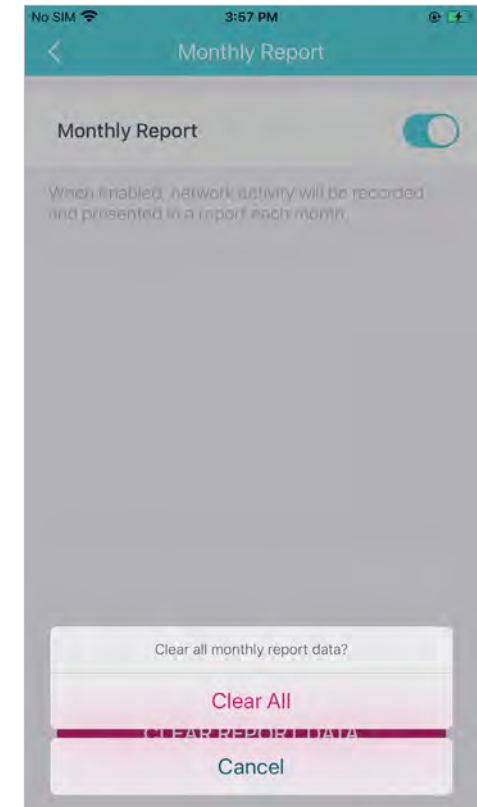 No SIM 3:57 PM
Monthly Report
Monthly Report
When enabled, network activity will be recorded
and presented in a report each month.
Clear all monthly report data?
Clear All
CLEAR REPORT DATA
Cancel